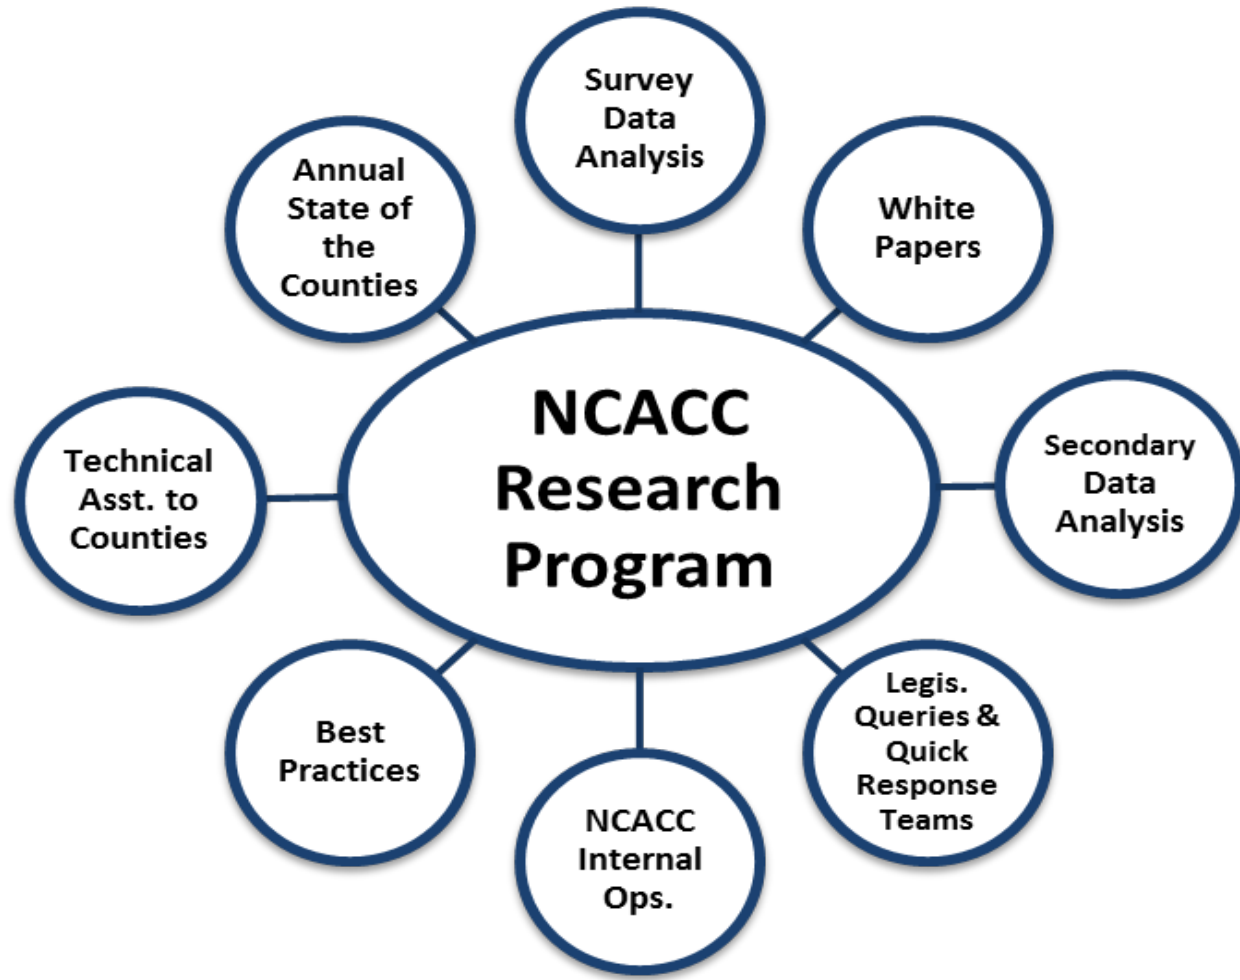 Survey
Data
Analysis
Annual
State of
the
Counties
White
Papers
NCACC
Research
Program
Technical
Asst. to
Counties
Secondary
Data
Analysis
Best
Practices
NCACC
Internal
Ops.
Legis.
Queries &
Quick
Response
Teams